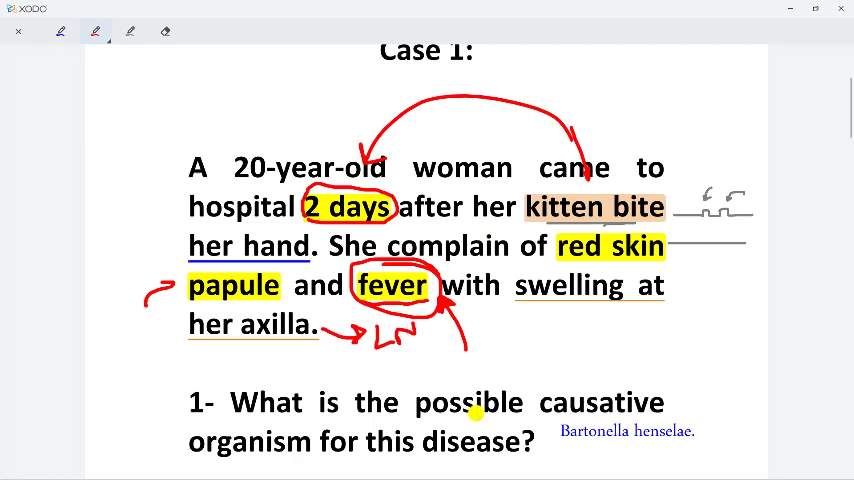 XODO
Case 1:
A 20-year-old woman came to
hospital 2 days after her kitten bite
her hand. She complain of red skin
papule and fever with swelling at
her axilla.
LN
1- What is the possible causative
organism for this disease?
Bartonella henselae.